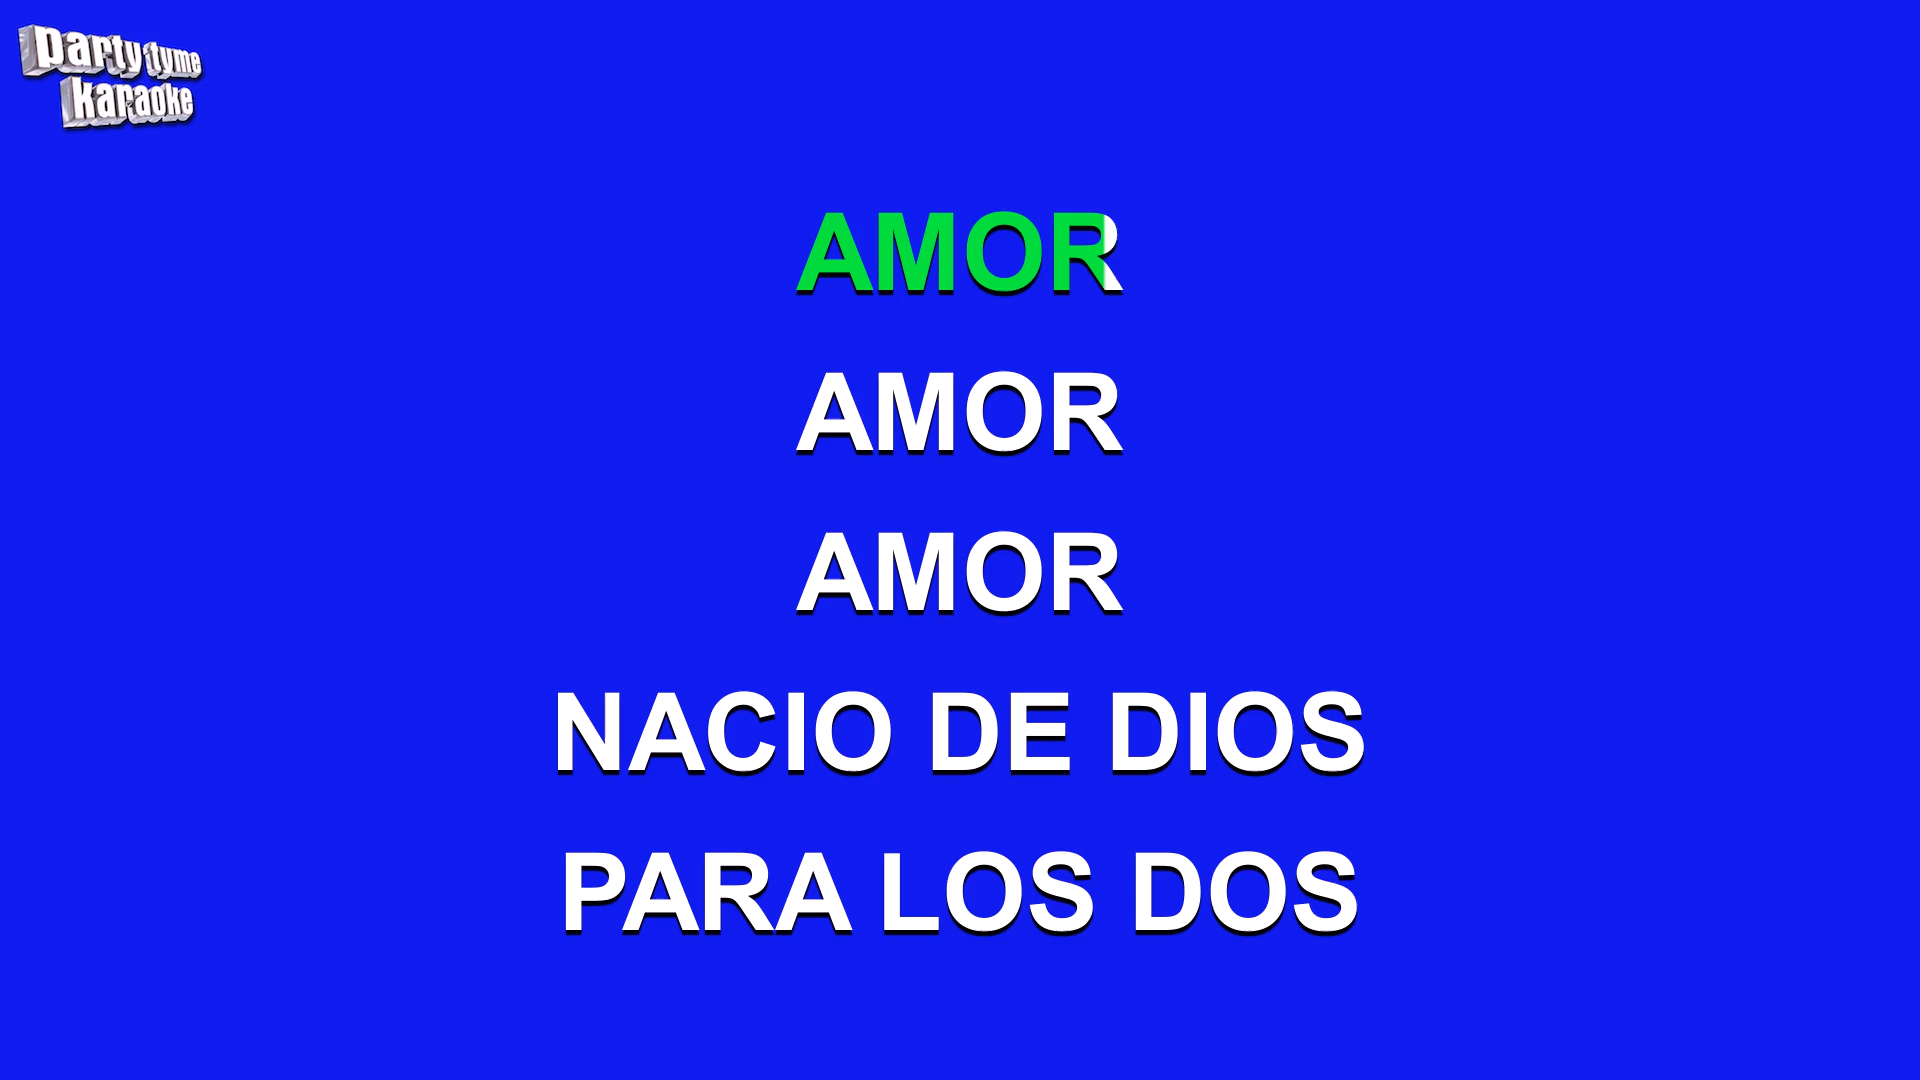 party tyme
karaoke
AMOR
AMOR
AMOR
NACIO DE DIOS
PARA LOS DOS